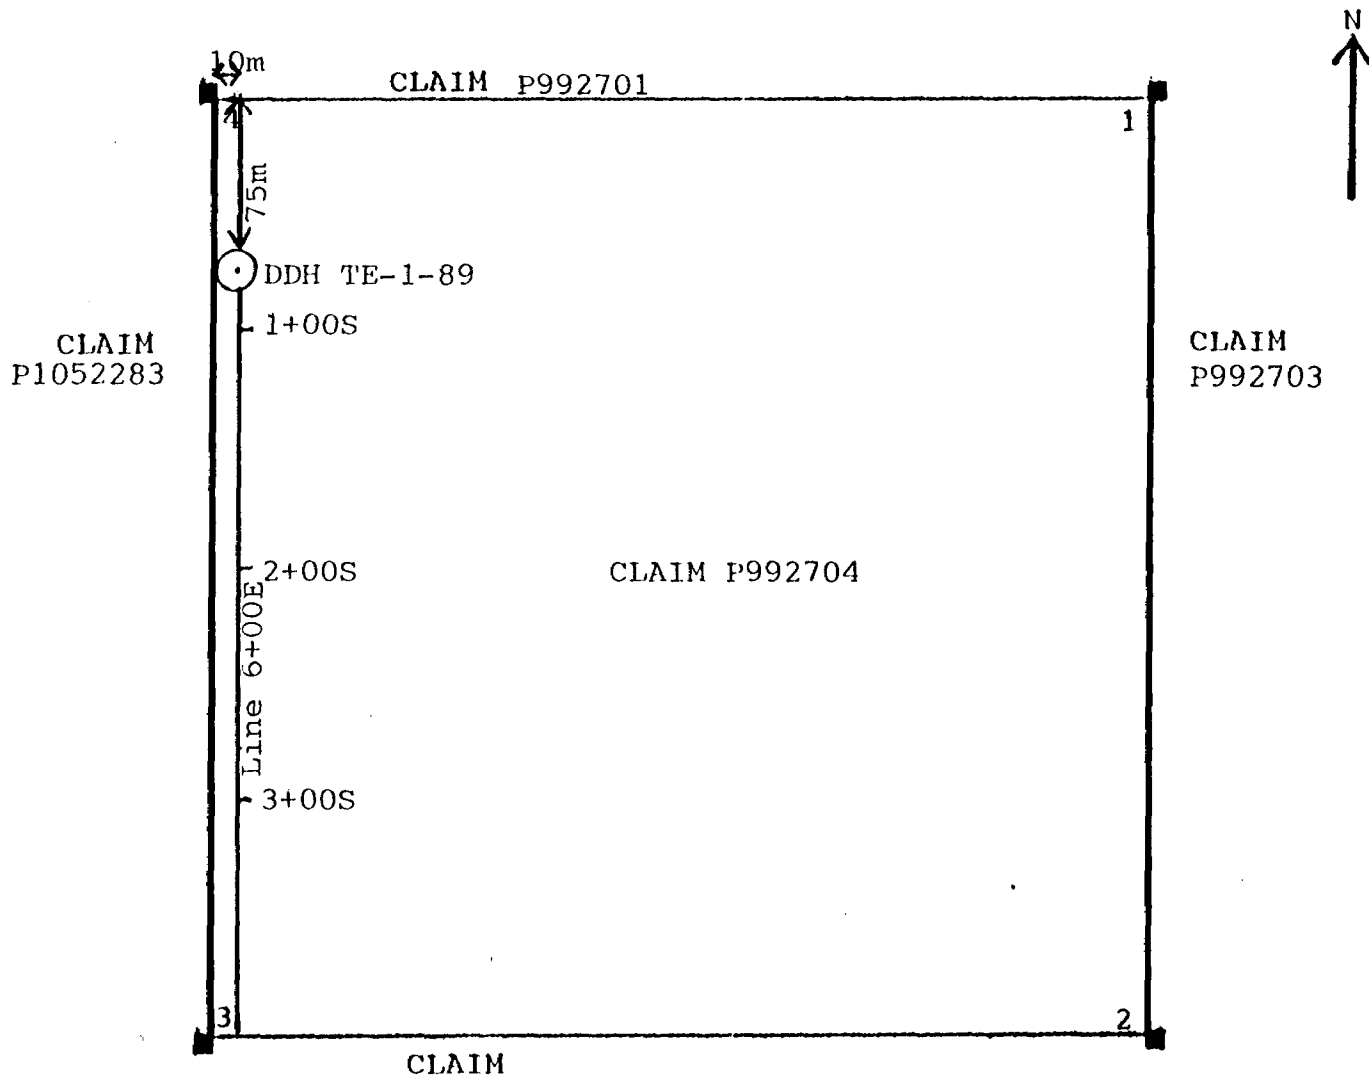 N
10m
CLAIM P992701
4
1
75m
DDH TE-1-89
1+00S
CLAIM
P1052283
CLAIM
P992703
2+00S
CLAIM P992704
Line 6+00E
3+00S
3
2
CLAIM